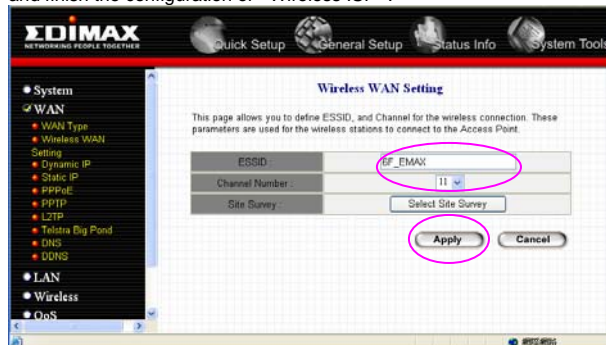 and finish the configuration of "Wireless ISP".
EDIMAX
NETWORKING PEOPLE TOGETHER
Quick Setup
General Setup
Status Info
System Tools
System
WAN
WAN Type
Wireless WAN
Setting
Dynamic IP
Static IP
PPPoE
PPTP
L2TP
Telstra Big Pond
DNS
DDNS
LAN
Wireless
QoS
Wireless WAN Setting
This page allows you to define ESSID, and Channel for the wireless connection. These
parameters are used for the wireless stations to connect to the Access Point.
ESSID :
6F_EMAX
Channel Number :
11
Site Survey :
Select Site Survey
Apply
Cancel